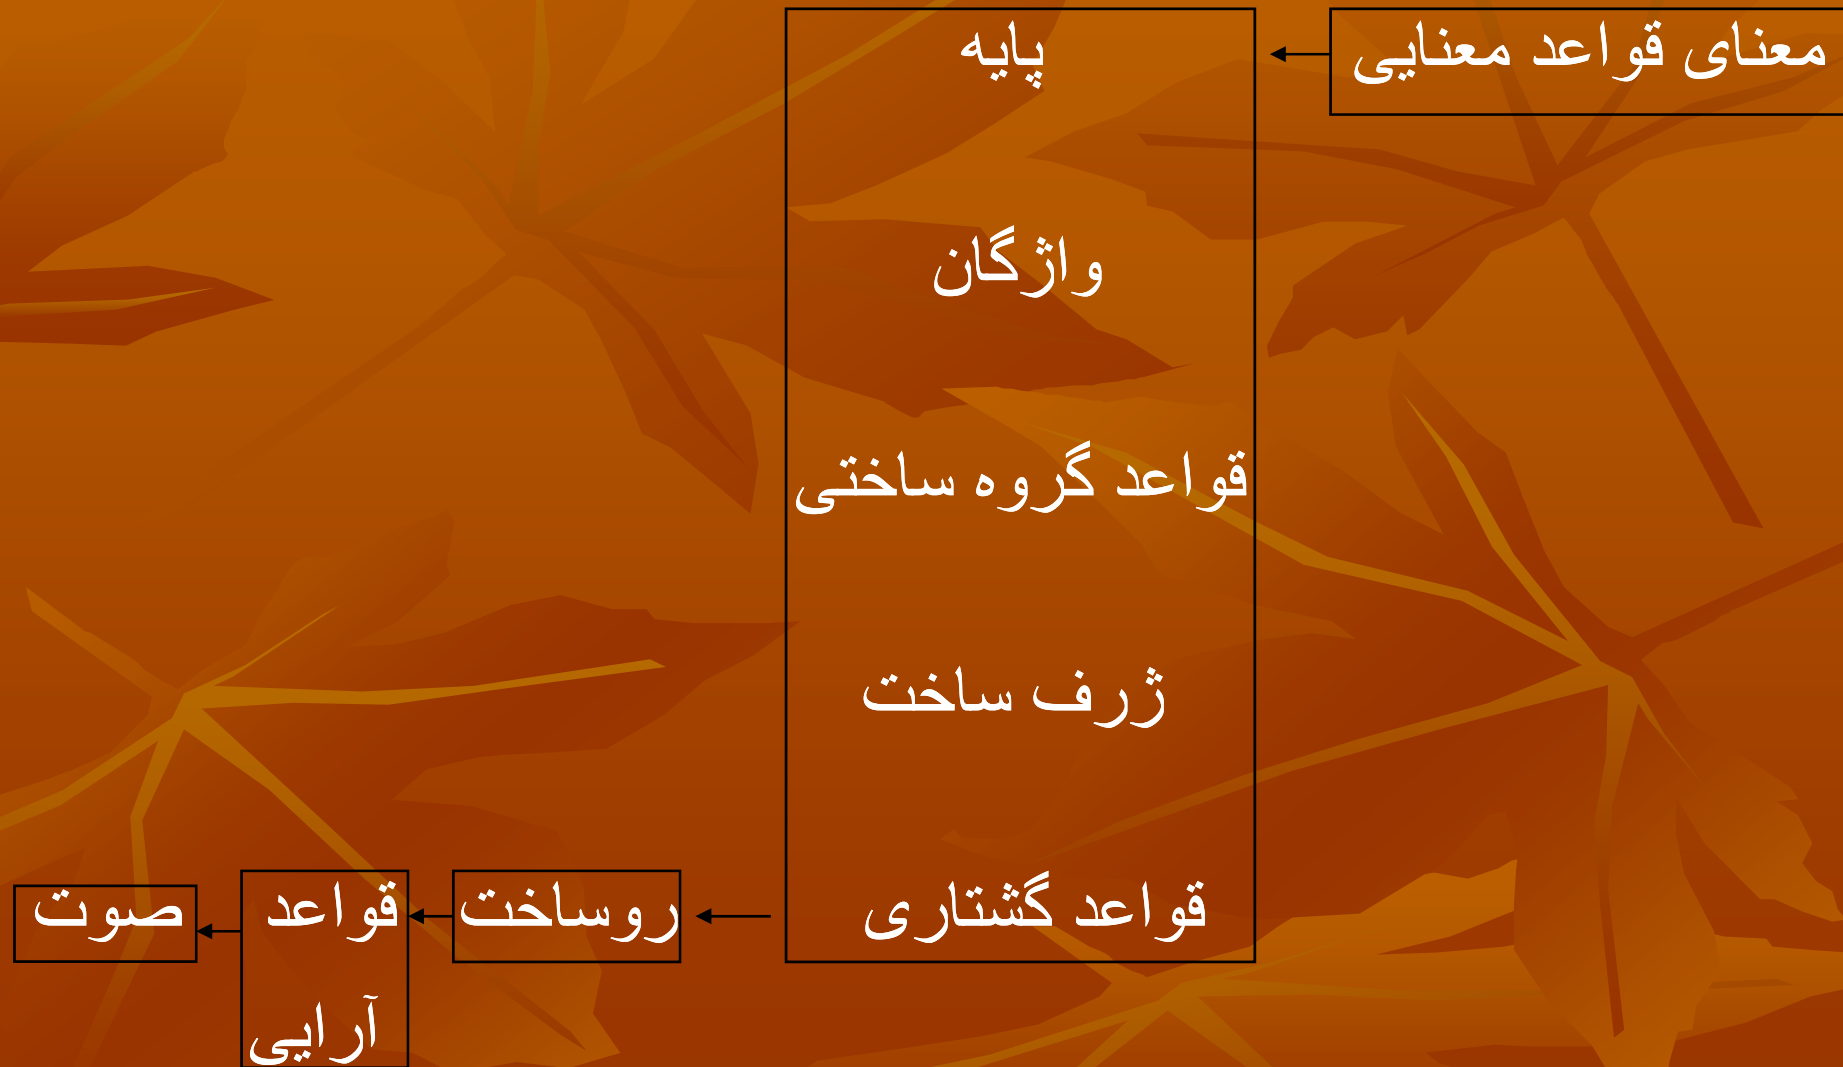 معنای قواعد معنایی
پایه
واژگان
قواعد گروه ساختی
ژرف ساخت
قواعد گشتاری
روساخت
قواعد
آرایی
صوت